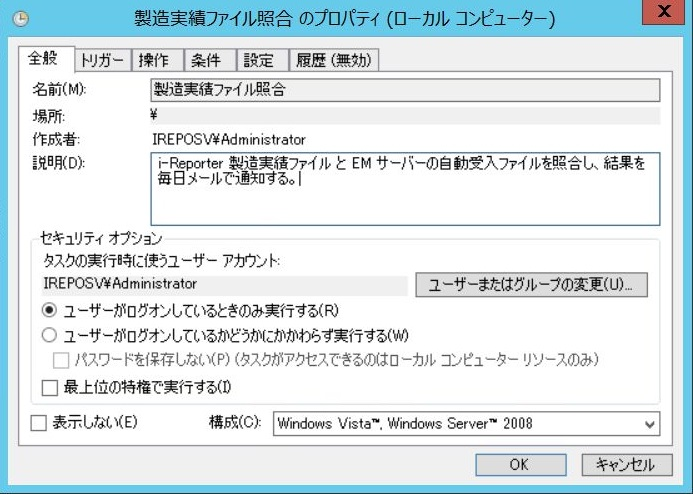 製造実績ファイル照合 のプロパティ (ローカル コンピューター)
X
全般 トリガー 操作 条件 設定 履歴 (無効)
名前(M): 製造実績ファイル照合
場所: ¥
作成者: IREPOSV¥Administrator
説明(D): i-Reporter 製造実績ファイル と EM サーバーの自動受入ファイルを照合し、結果を
毎日メールで通知する。
セキュリティ オプション
タスクの実行時に使うユーザー アカウント:
IREPOSV¥Administrator ユーザーまたはグループの変更(U)...
ユーザーがログオンしているときのみ実行する(R)
ユーザーがログオンしているかどうかにかかわらず実行する(W)
パスワードを保存しない(P) (タスクがアクセスできるのはローカル コンピューター リソースのみ)
最上位の特権で実行する(I)
表示しない(E) 構成(C): Windows Vista™, Windows Server™ 2008
OK キャンセル